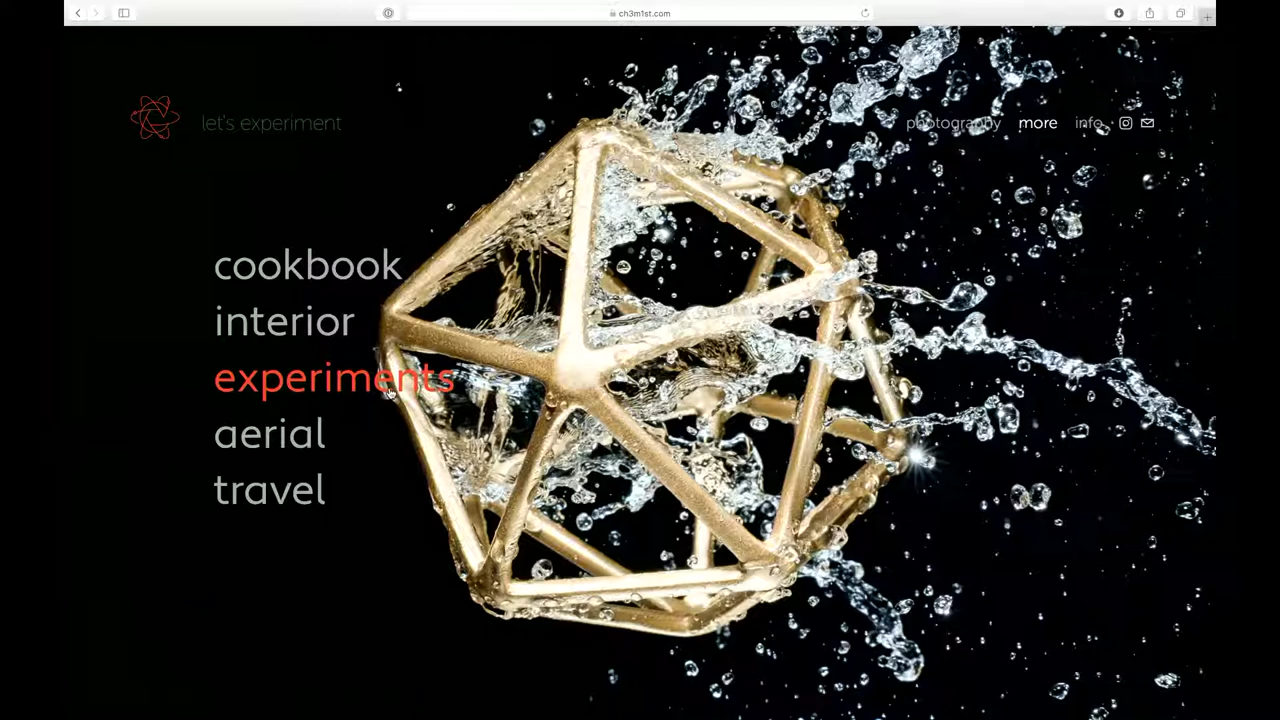 ch3m1st.com
let's experiment
photography more info
cookbook
interior
experiments
aerial
travel